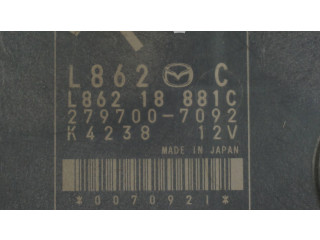 L862 C
L862 18 881C
279700-7092
K4238 12V
MADE IN JAPAN
*0070921*